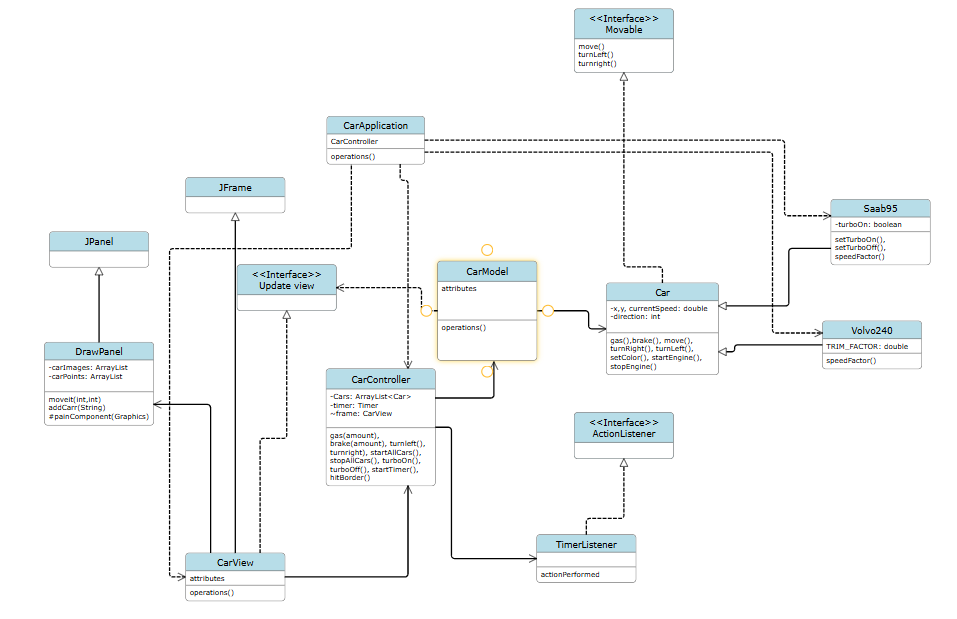 <<Interface>>
Movable
move()
turnLeft()
turnright()
CarApplication
CarController
operations()
JFrame
Saab95
-turboOn: boolean
setTurboOn(),
setTurboOff(),
speedFactor()
JPanel
<<Interface>>
Update view
CarModel
attributes
operations()
Car
-x,y, currentSpeed: double
-direction: int
gas(),brake(), move(),
turnRight(), turnLeft(),
setColor(), startEngine(),
stopEngine()
Volvo240
TRIM_FACTOR: double
speedFactor()
DrawPanel
-carImages: ArrayList
-carPoints: ArrayList
moveit(int,int)
addCarr(String)
#painComponent(Graphics)
CarController
-Cars: ArrayList<Car>
-timer: Timer
~frame: CarView
gas(amount),
brake(amount), turnleft(),
turnright), startAllCars(),
stopAllCars(), turboOn(),
turboOff(), startTimer(),
hitBorder()
<<Interface>>
ActionListener
TimerListener
actionPerformed
CarView
attributes
operations()